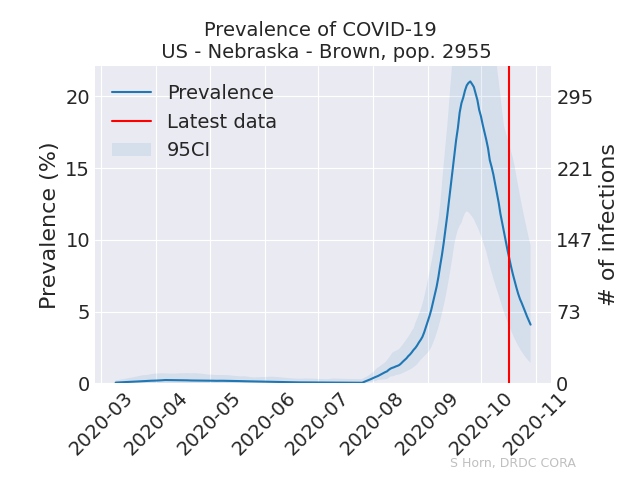 Prevalence of COVID-19
US - Nebraska - Brown, pop. 2955
Prevalence
Latest data
95CI
Prevalence (%)
20
15
10
5
0
# of infections
295
221
147
73
0
2020-03
2020-04
2020-05
2020-06
2020-07
2020-08
2020-09
2020-10
2020-11
S Horn, DRDC CORA